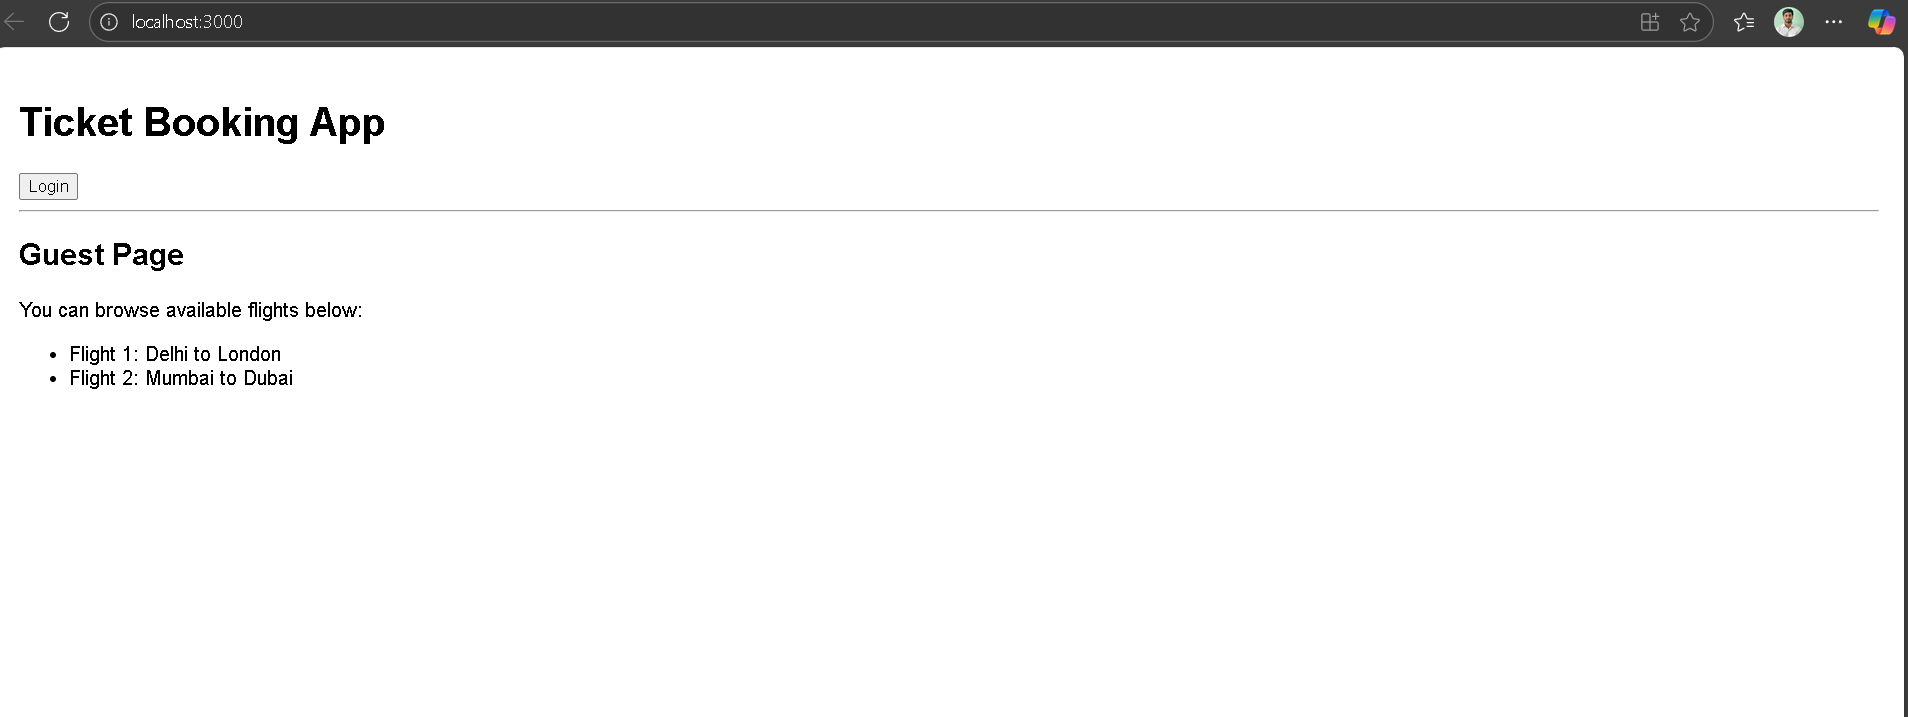 localhost:3000
Ticket Booking App
Login
Guest Page
You can browse available flights below:
• Flight 1: Delhi to London
• Flight 2: Mumbai to Dubai